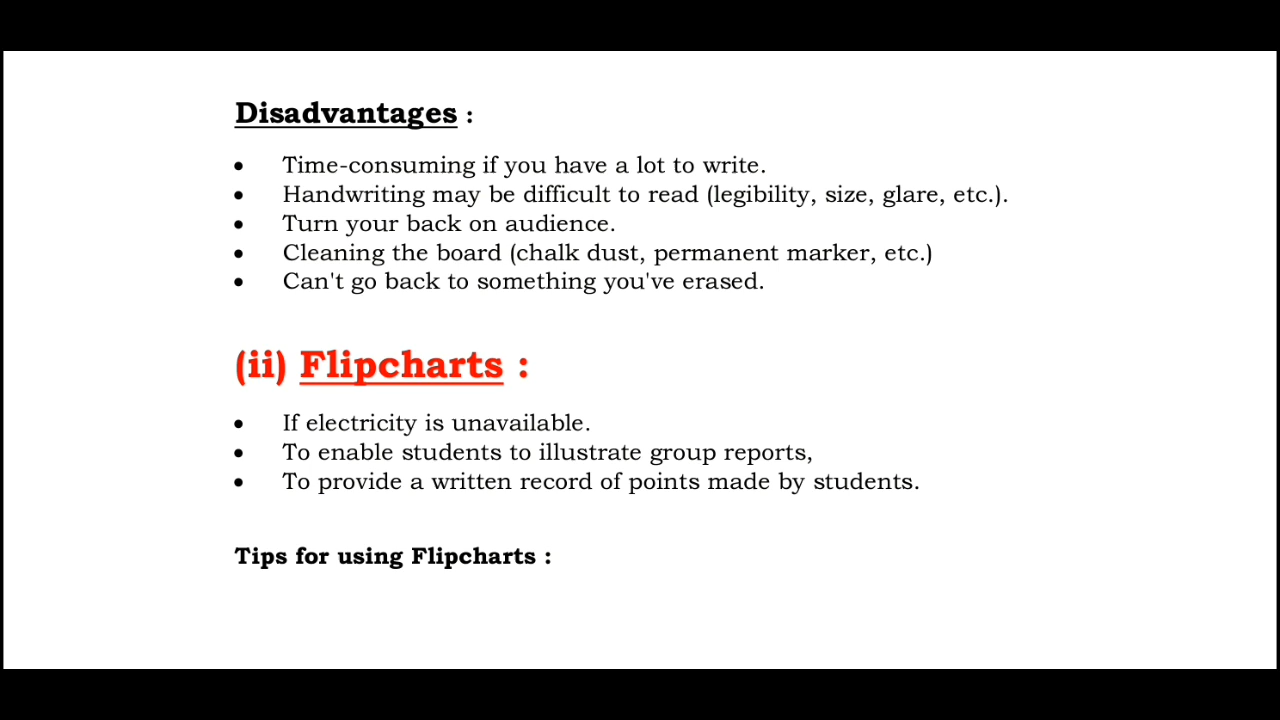 Disadvantages :
• Time-consuming if you have a lot to write.
• Handwriting may be difficult to read (legibility, size, glare, etc.).
• Turn your back on audience.
• Cleaning the board (chalk dust, permanent marker, etc.)
• Can't go back to something you've erased.
(ii) Flipcharts :
• If electricity is unavailable.
• To enable students to illustrate group reports,
• To provide a written record of points made by students.
Tips for using Flipcharts :